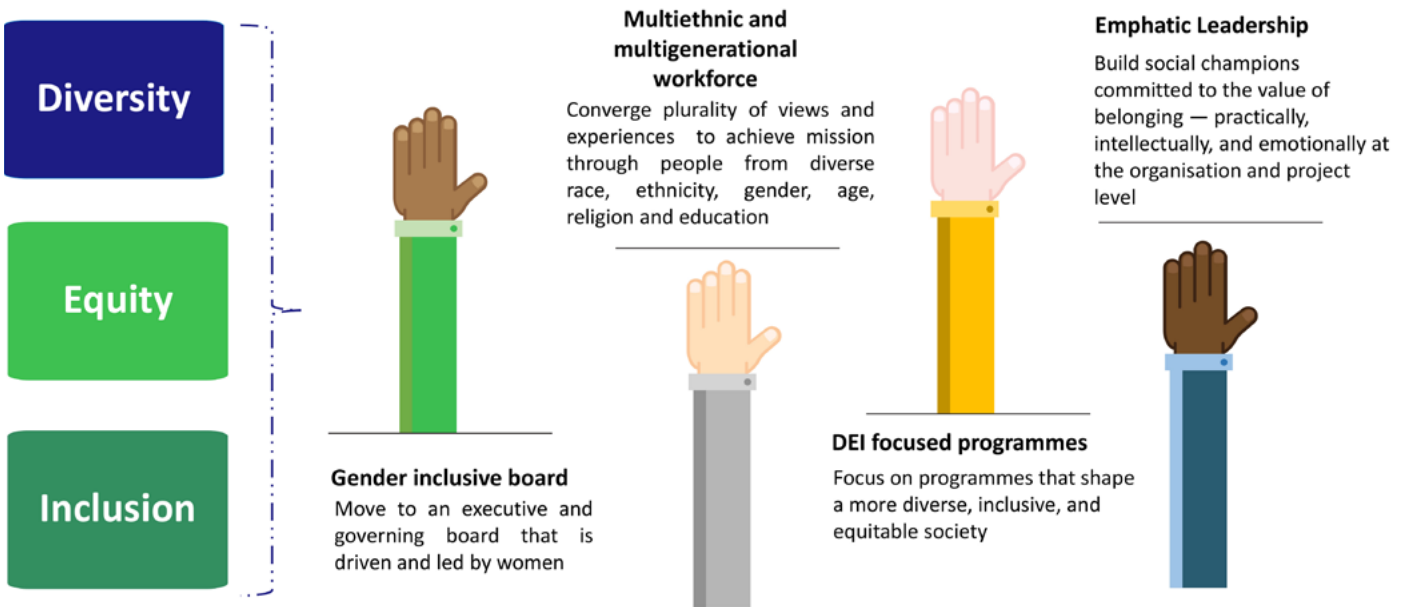 Diversity
Equity
Inclusion
Gender inclusive board
Move to an executive and
governing board that is
driven and led by women
Multiethnic and
multigenerational
workforce
Converge plurality of views and
experiences to achieve mission
through people from diverse
race, ethnicity, gender, age,
religion and education
DEI focused programmes
Focus on programmes that shape
a more diverse, inclusive, and
equitable society
Emphatic Leadership
Build social champions
committed to the value of
belonging — practically,
intellectually, and emotionally at
the organisation and project
level